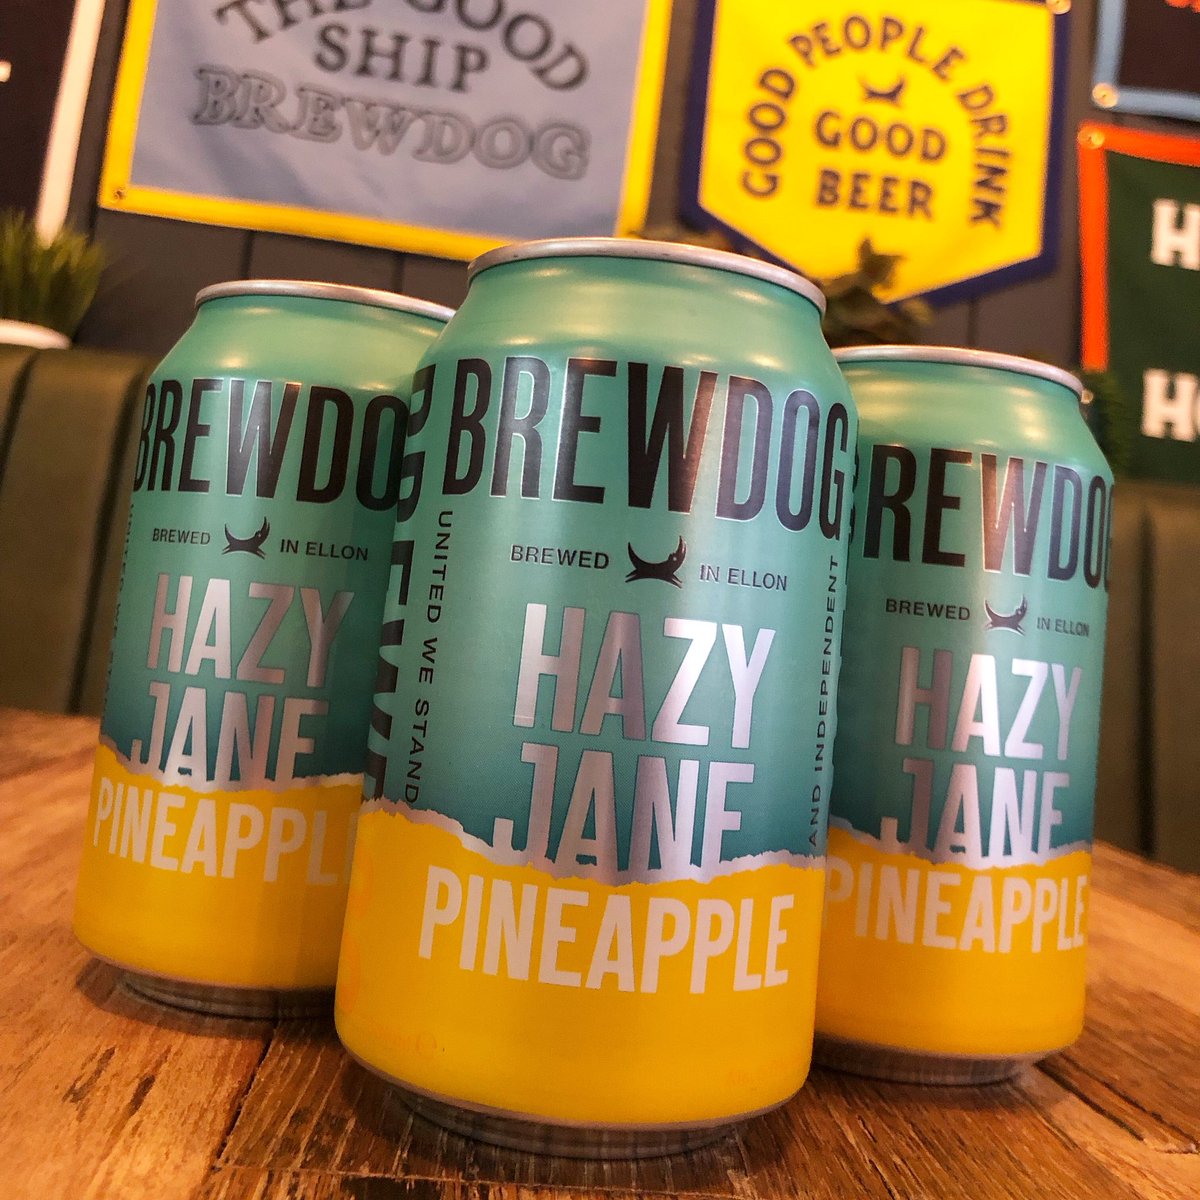 THE GOOD
SHIP
BREWDOG
GOOD PEOPLE DRINK
GOOD
BEER
H
H
BREWDO
BREWED IN ELLON
HAZY
JANE
PINEAPPLE
BREWDOG
UNITED WE STAND
BREWDOG
BREWED IN ELLON
HAZY
JANE
PINEAPPLE
AND INDEPENDENT
BREWDOG
BREWED IN ELLON
HAZY
JANE
PINEAPPLE